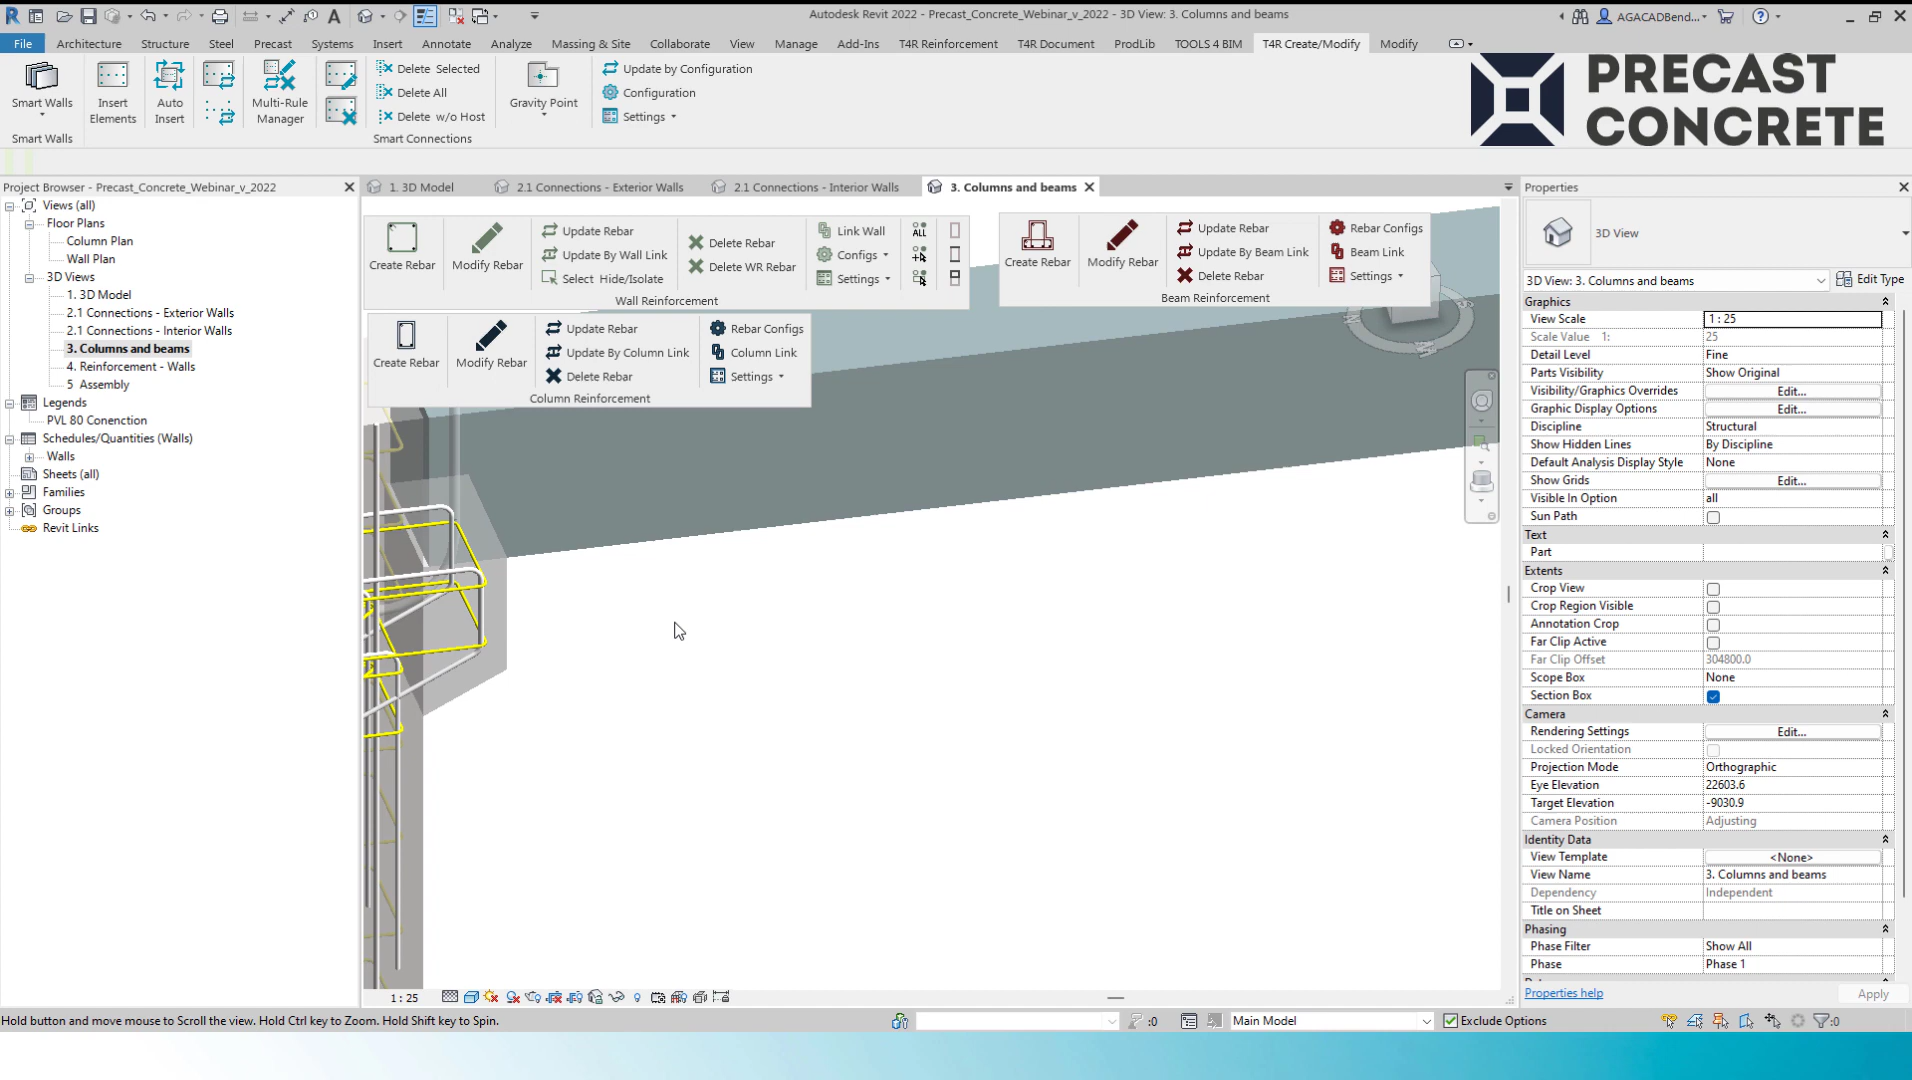 Autodesk Revit 2022 - Precast_Concrete_Webinar_v_2022 - 3D View: 3. Columns and beams
AGACADBend...
File Architecture Structure Steel Precast Systems Insert Annotate Analyze Massing & Site Collaborate View Manage Add-Ins T4R Reinforcement T4R Document ProdLib TOOLS 4 BIM T4R Create/Modify Modify
Smart Walls
Insert Elements
Auto Insert
Multi-Rule Manager
Delete Selected
Delete All
Delete w/o Host
Gravity Point
Update by Configuration
Configuration
Settings
Smart Walls
Smart Connections
PRECAST
CONCRETE
Project Browser - Precast_Concrete_Webinar_v_2022
Views (all)
Floor Plans
Column Plan
Wall Plan
3D Views
1. 3D Model
2.1 Connections - Exterior Walls
2.1 Connections - Interior Walls
3. Columns and beams
4. Reinforcement - Walls
5 Assembly
Legends
PVL 80 Conenction
Schedules/Quantities (Walls)
Walls
Sheets (all)
Families
Groups
Revit Links
1. 3D Model
2.1 Connections - Exterior Walls
2.1 Connections - Interior Walls
3. Columns and beams
Create Rebar
Modify Rebar
Update Rebar
Update By Wall Link
Select Hide/Isolate
Delete Rebar
Delete WR Rebar
Link Wall
Configs
Settings
ALL
Wall Reinforcement
Create Rebar
Modify Rebar
Update Rebar
Update By Beam Link
Delete Rebar
Rebar Configs
Beam Link
Settings
Beam Reinforcement
Create Rebar
Modify Rebar
Update Rebar
Update By Column Link
Delete Rebar
Rebar Configs
Column Link
Settings
Column Reinforcement
Properties
3D View
3D View: 3. Columns and beams
Edit Type
Graphics
View Scale 1 : 25
Scale Value 1: 25
Detail Level Fine
Parts Visibility Show Original
Visibility/Graphics Overrides Edit...
Graphic Display Options Edit...
Discipline Structural
Show Hidden Lines By Discipline
Default Analysis Display Style None
Show Grids Edit...
Visible In Option all
Sun Path
Text
Part
Extents
Crop View
Crop Region Visible
Annotation Crop
Far Clip Active
Far Clip Offset 304800.0
Scope Box None
Section Box
Camera
Rendering Settings Edit...
Locked Orientation
Projection Mode Orthographic
Eye Elevation 22603.6
Target Elevation -9030.9
Camera Position Adjusting
Identity Data
View Template <None>
View Name 3. Columns and beams
Dependency Independent
Title on Sheet
Phasing
Phase Filter Show All
Phase Phase 1
Properties help
Apply
1 : 25
Hold button and move mouse to Scroll the view. Hold Ctrl key to Zoom. Hold Shift key to Spin.
:0
Main Model
Exclude Options
:0